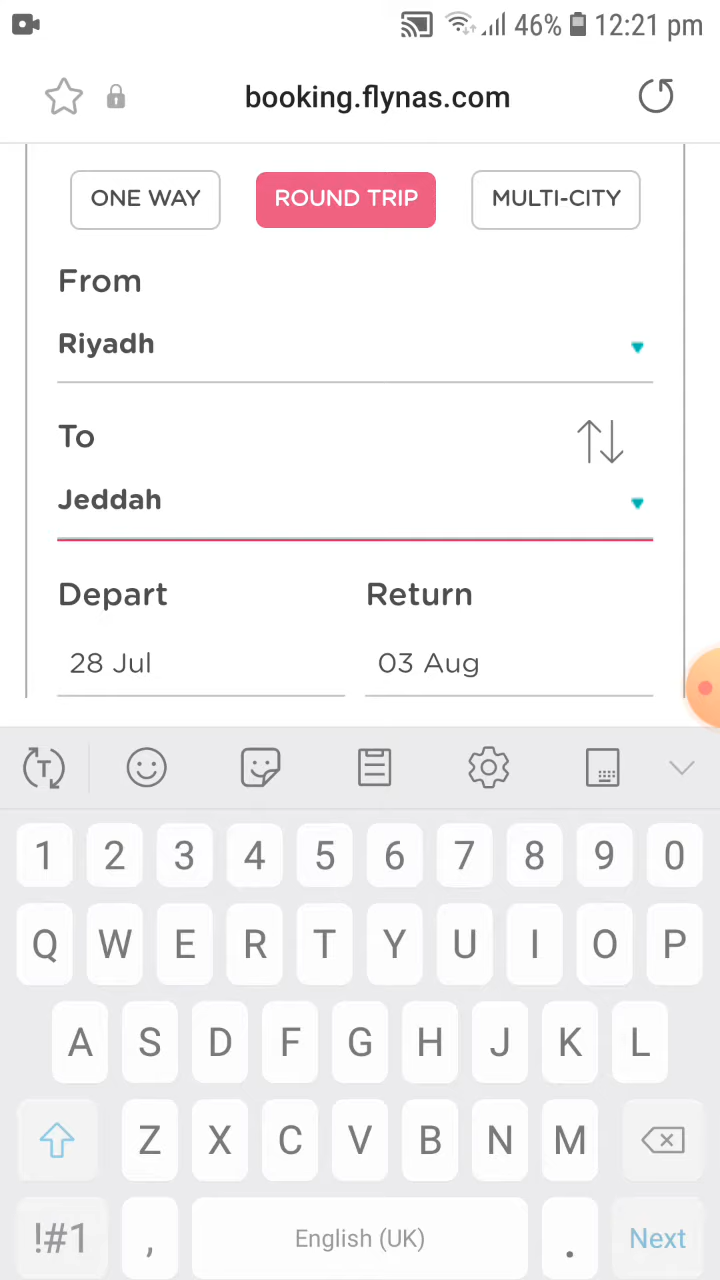 46% 12:21 pm
booking.flynas.com
ONE WAY ROUND TRIP MULTI-CITY
From
Riyadh
To
Jeddah
Depart Return
28 Jul 03 Aug
T
1 2 3 4 5 6 7 8 9 0
Q W E R T Y U I O P
A S D F G H J K L
Z X C V B N M
!#1 , English (UK) . Next